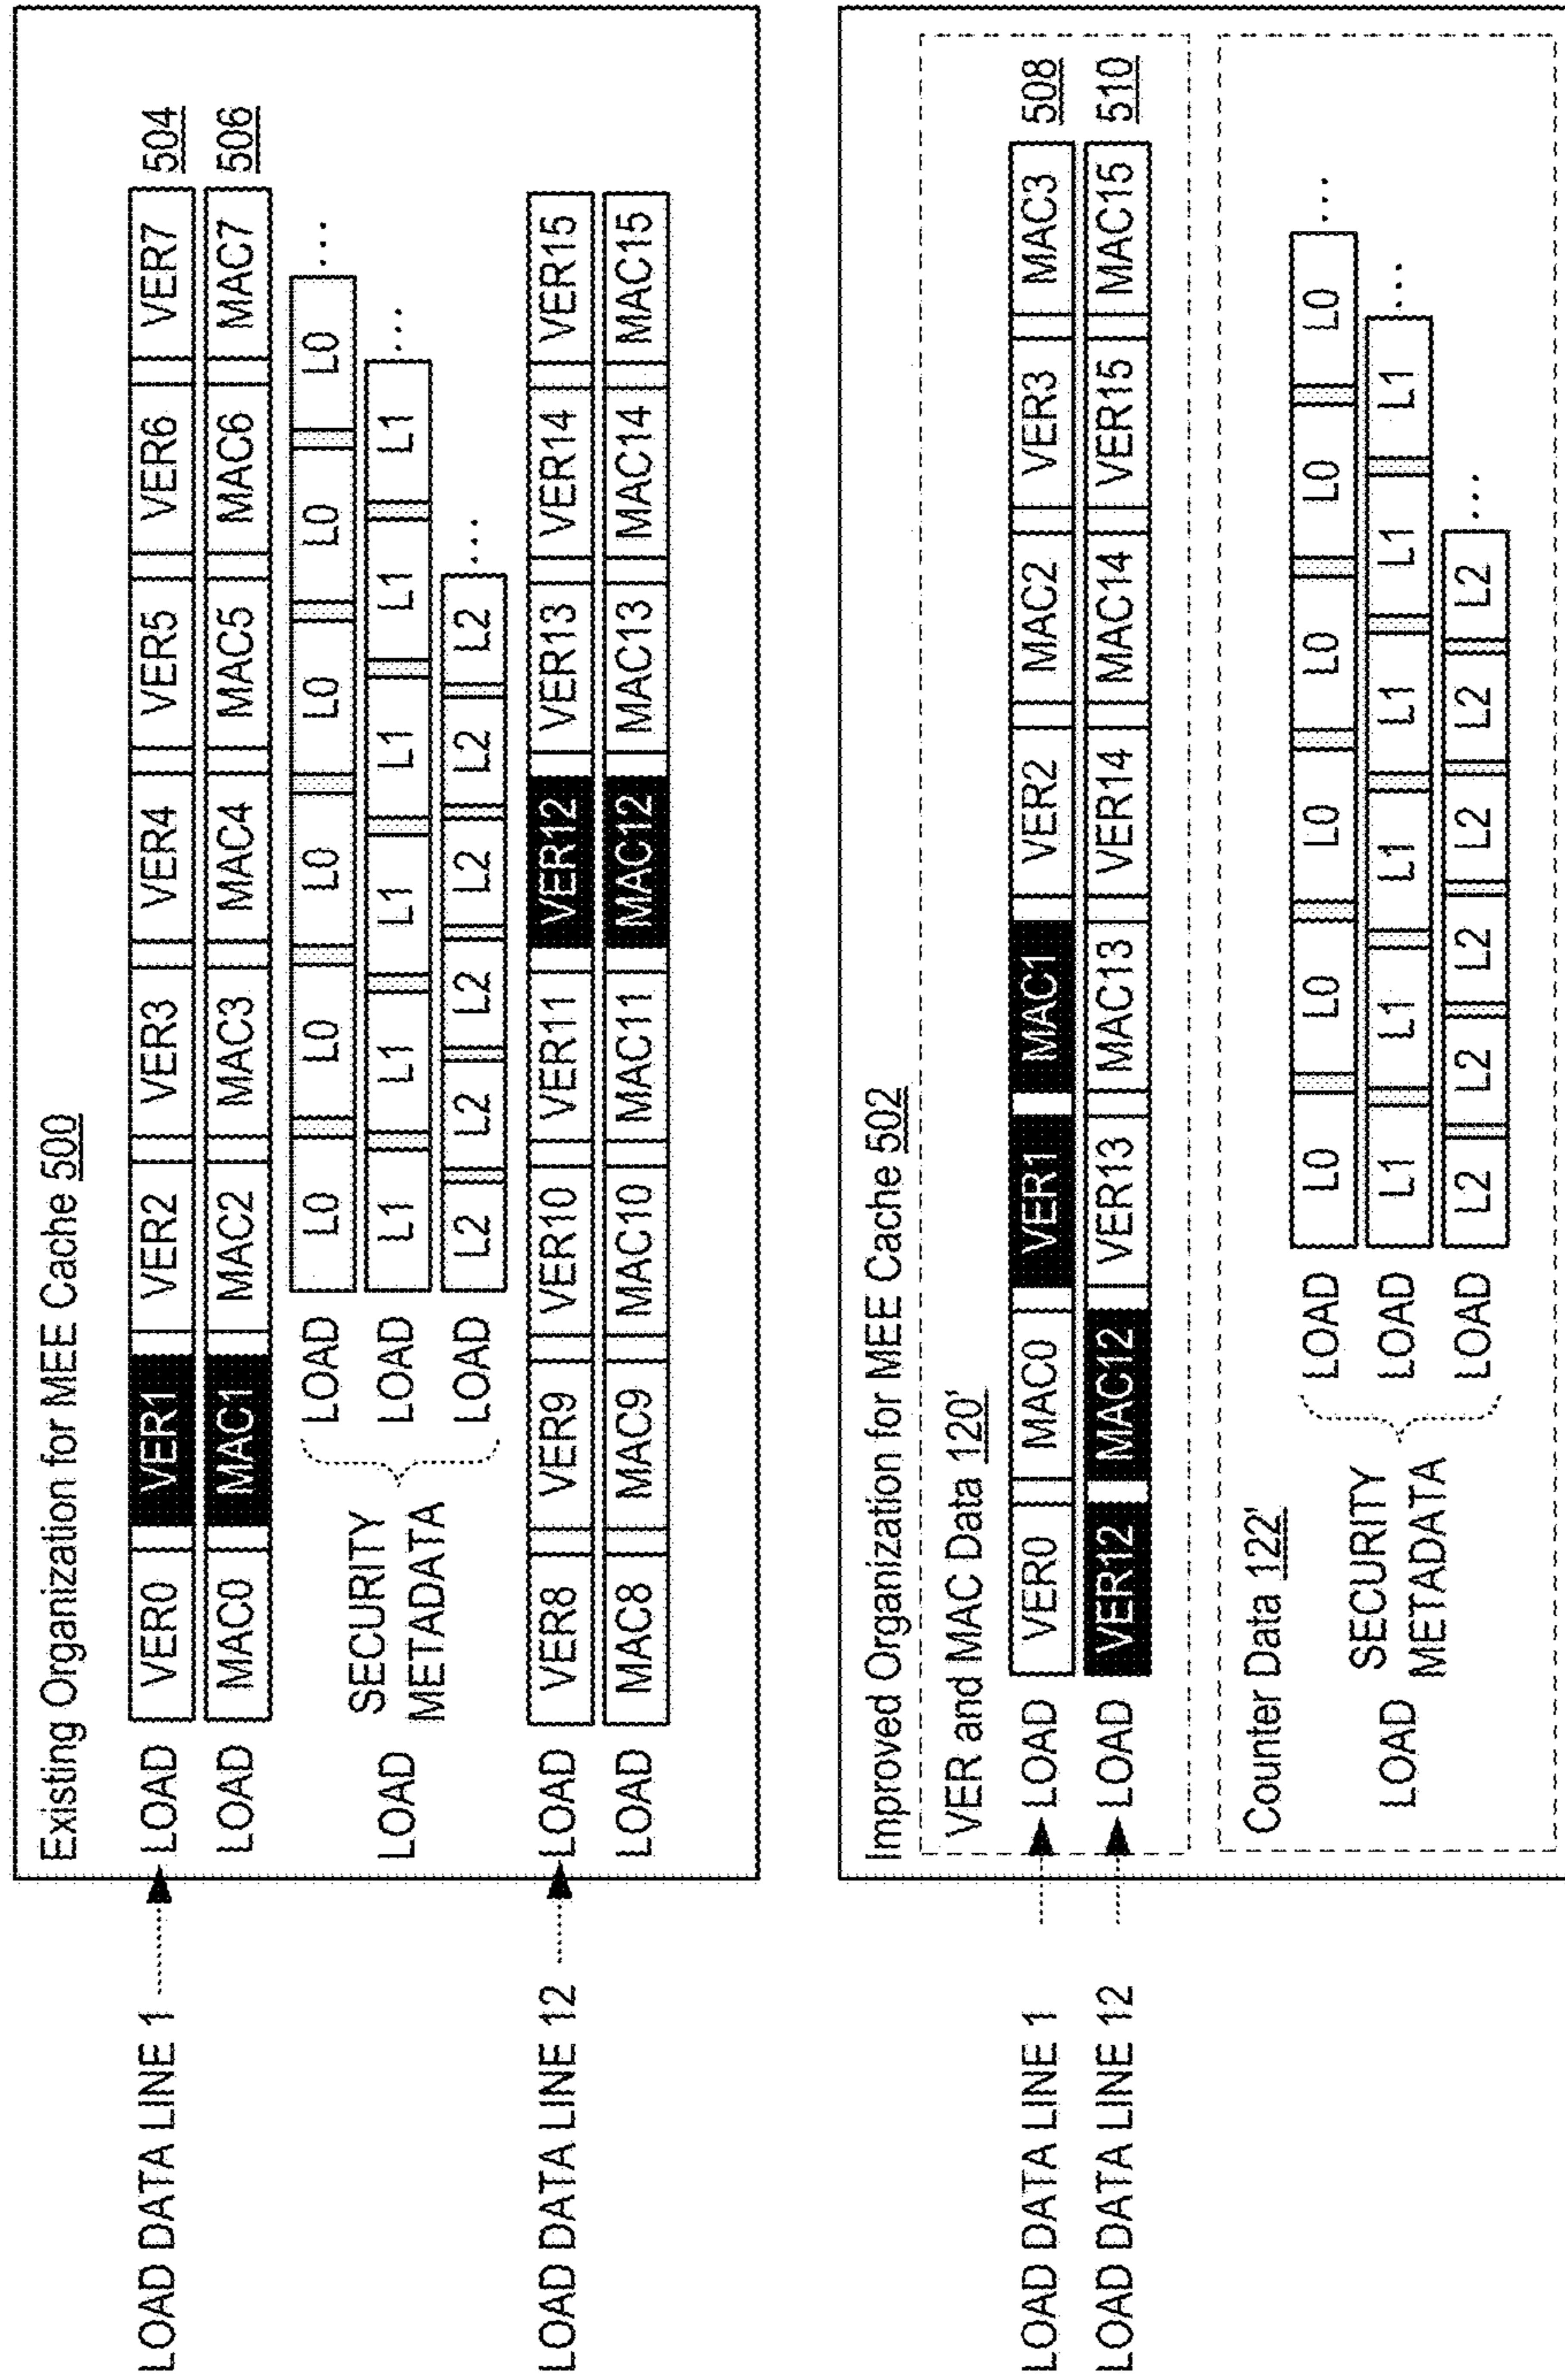 Existing Organization for MEE Cache 500
LOAD DATA LINE 1 LOAD VER0 VER1 VER2 VER3 VER4 VER5 VER6 VER7 504
LOAD MAC0 MAC1 MAC2 MAC3 MAC4 MAC5 MAC6 MAC7 506
LOAD SECURITY METADATA
LOAD L0 L0 L0 L0 L0 L0 ...
LOAD L1 L1 L1 L1 L1 L1 ...
LOAD L2 L2 L2 L2 L2 L2 ...
LOAD DATA LINE 12 LOAD VER8 VER9 VER10 VER11 VER12 VER13 VER14 VER15
LOAD MAC8 MAC9 MAC10 MAC11 MAC12 MAC13 MAC14 MAC15
Improved Organization for MEE Cache 502
VER and MAC Data 120'
LOAD DATA LINE 1 LOAD VER0 MAC0 VER1 MAC1 VER2 MAC2 VER3 MAC3 508
LOAD DATA LINE 12 LOAD VER12 MAC12 VER13 MAC13 VER14 MAC14 VER15 MAC15 510
Counter Data 122'
LOAD SECURITY METADATA
LOAD L0 L0 L0 L0 L0 L0 ...
LOAD L1 L1 L1 L1 L1 L1 ...
LOAD L2 L2 L2 L2 L2 L2 ...